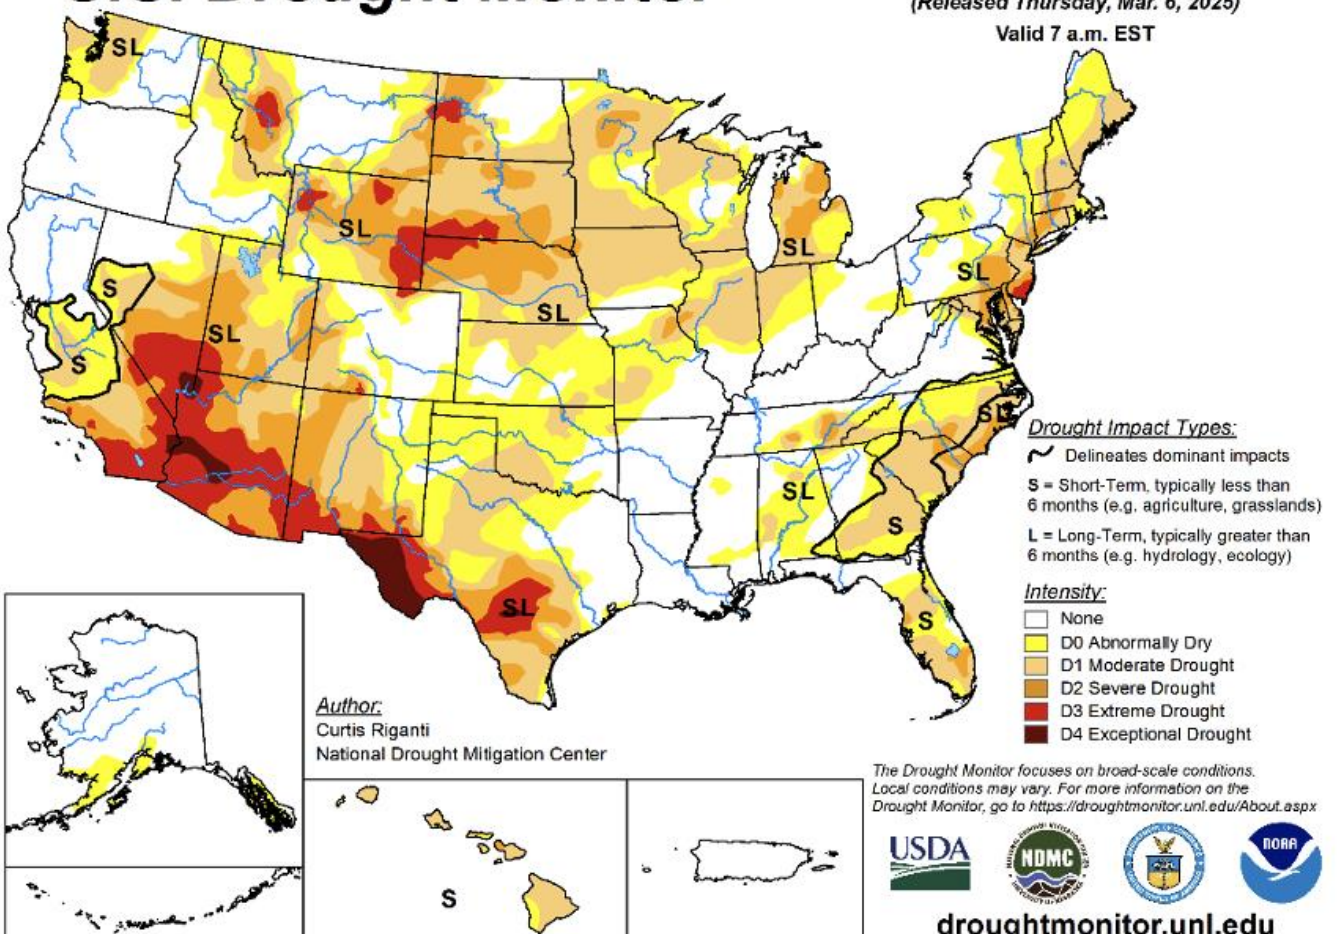 U.S. Drought Monitor
(Released Thursday, Mar. 6, 2025)
Valid 7 a.m. EST
SL
SL
SL
SL
S
SL
SL
S
SL
SL
S
SL
S
Drought Impact Types:
Delineates dominant impacts
S = Short-Term, typically less than
6 months (e.g. agriculture, grasslands)
L = Long-Term, typically greater than
6 months (e.g. hydrology, ecology)
Intensity:
None
D0 Abnormally Dry
D1 Moderate Drought
D2 Severe Drought
D3 Extreme Drought
D4 Exceptional Drought
Author:
Curtis Riganti
National Drought Mitigation Center
S
The Drought Monitor focuses on broad-scale conditions.
Local conditions may vary. For more information on the
Drought Monitor, go to https://droughtmonitor.unl.edu/About.aspx
USDA
NDMC
NOAA
droughtmonitor.unl.edu